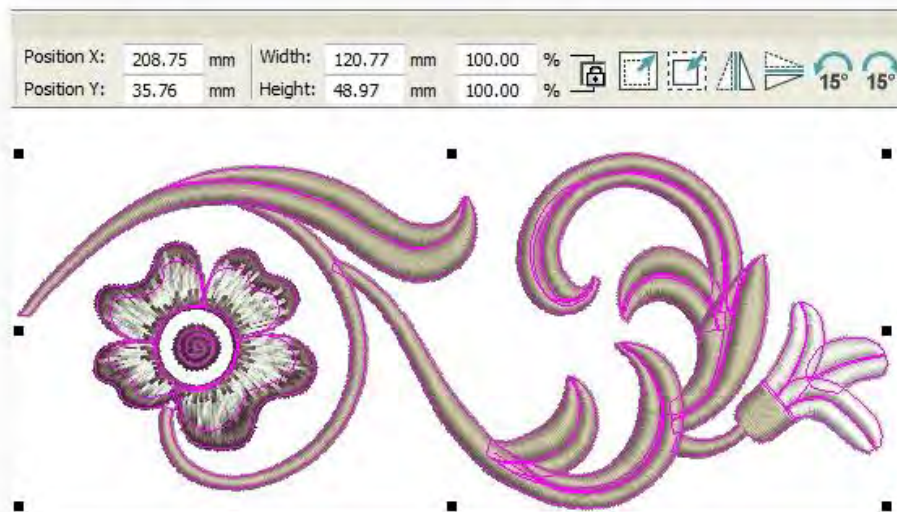 Position X: 208.75 mm Width: 120.77 mm 100.00 %
Position Y: 35.76 mm Height: 48.97 mm 100.00 %
15° 15°